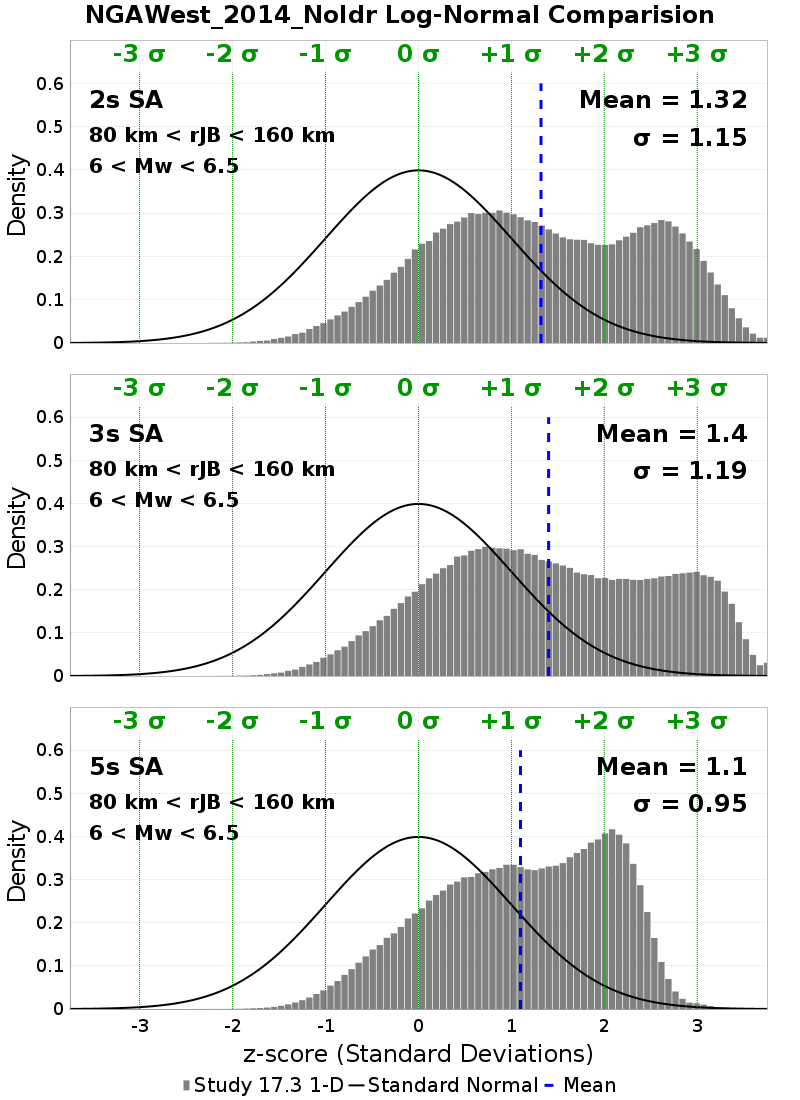 NGAWest_2014_NoIdr Log-Normal Comparision
-3 σ -2 σ -1 σ 0 σ +1 σ +2 σ +3 σ
0.6
2s SA Mean = 1.32
0.5
80 km < rJB < 160 km σ = 1.15
6 < Mw < 6.5
0.4
Density
0.3
0.2
0.1
0
-3 σ -2 σ -1 σ 0 σ +1 σ +2 σ +3 σ
0.6
3s SA Mean = 1.4
0.5
80 km < rJB < 160 km σ = 1.19
6 < Mw < 6.5
0.4
Density
0.3
0.2
0.1
0
-3 σ -2 σ -1 σ 0 σ +1 σ +2 σ +3 σ
0.6
5s SA Mean = 1.1
0.5
80 km < rJB < 160 km σ = 0.95
6 < Mw < 6.5
0.4
Density
0.3
0.2
0.1
0
-3 -2 -1 0 1 2 3
z-score (Standard Deviations)
Study 17.3 1-D Standard Normal Mean